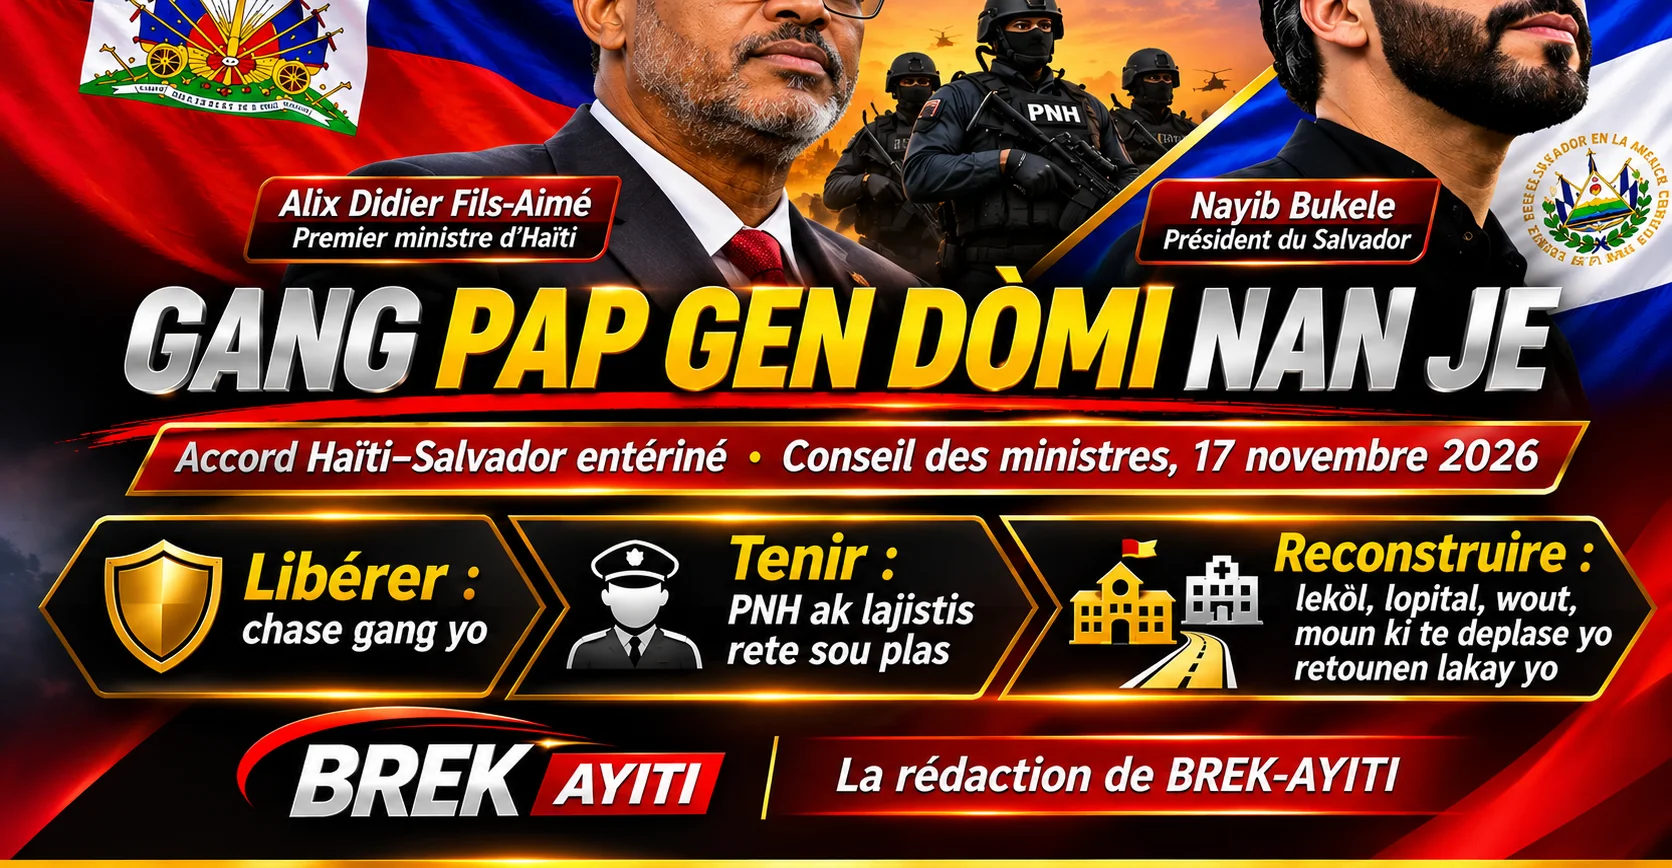 PNH
Alix Didier Fils-Aimé
Premier ministre d'Haïti
Nayib Bukele
Président du Salvador
GANG PAP GEN DÒMI NAN JE
Accord Haïti–Salvador entériné • Conseil des ministres, 17 novembre 2026
Libérer :
chase gang yo
Tenir :
PNH ak lajistis
rete sou plas
Reconstruire :
lekòl, lopital, wout,
moun ki te deplase yo
retounen lakay yo
BREK AYITI
La rédaction de BREK-AYITI